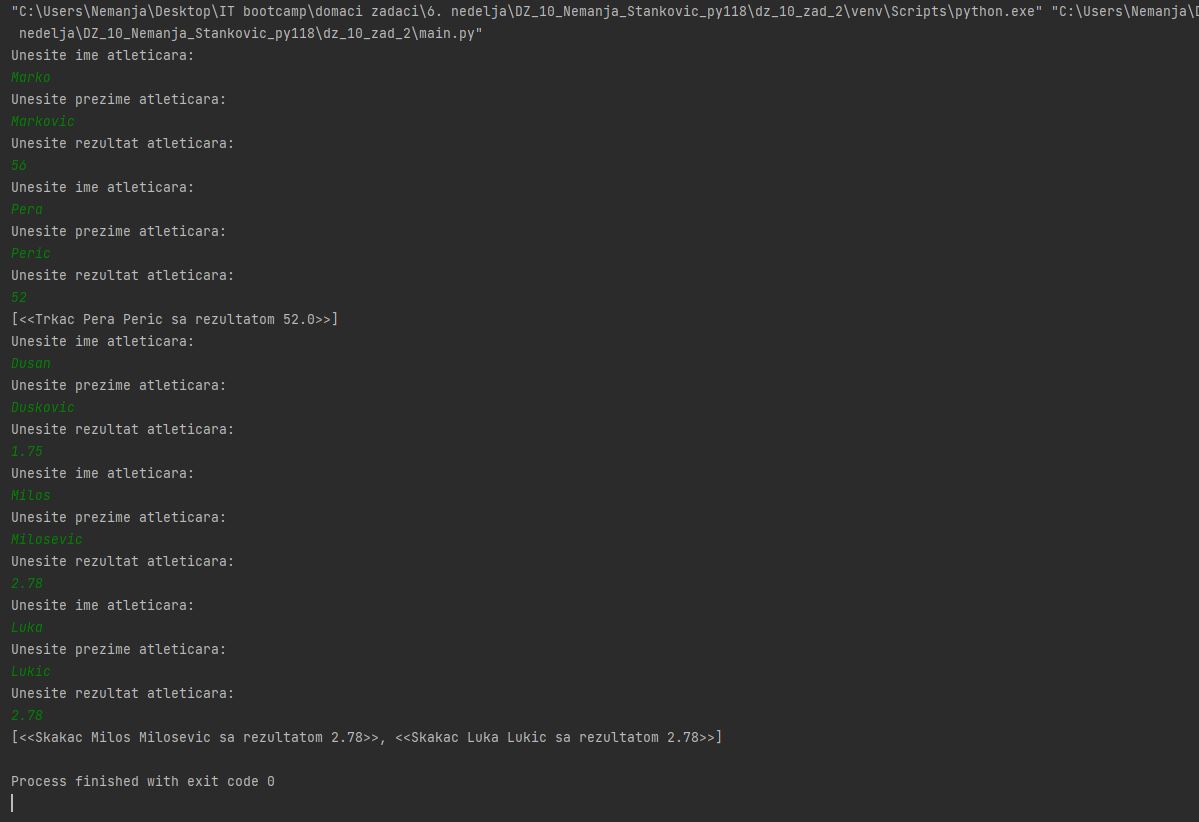 "C:\Users\Nemanja\Desktop\IT bootcamp\domaci zadaci\6. nedelja\DZ_10_Nemanja_Stankovic_py118\dz_10_zad_2\venv\Scripts\python.exe" "C:\Users\Nemanja\
nedelja\DZ_10_Nemanja_Stankovic_py118\dz_10_zad_2\main.py"
Unesite ime atleticara:
Marko
Unesite prezime atleticara:
Markovic
Unesite rezultat atleticara:
56
Unesite ime atleticara:
Pera
Unesite prezime atleticara:
Peric
Unesite rezultat atleticara:
52
[<<Trkac Pera Peric sa rezultatom 52.0>>]
Unesite ime atleticara:
Dusan
Unesite prezime atleticara:
Duskovic
Unesite rezultat atleticara:
1.75
Unesite ime atleticara:
Milos
Unesite prezime atleticara:
Milosevic
Unesite rezultat atleticara:
2.78
Unesite ime atleticara:
Luka
Unesite prezime atleticara:
Lukic
Unesite rezultat atleticara:
2.78
[<<Skakac Milos Milosevic sa rezultatom 2.78>>, <<Skakac Luka Lukic sa rezultatom 2.78>>]
Process finished with exit code 0